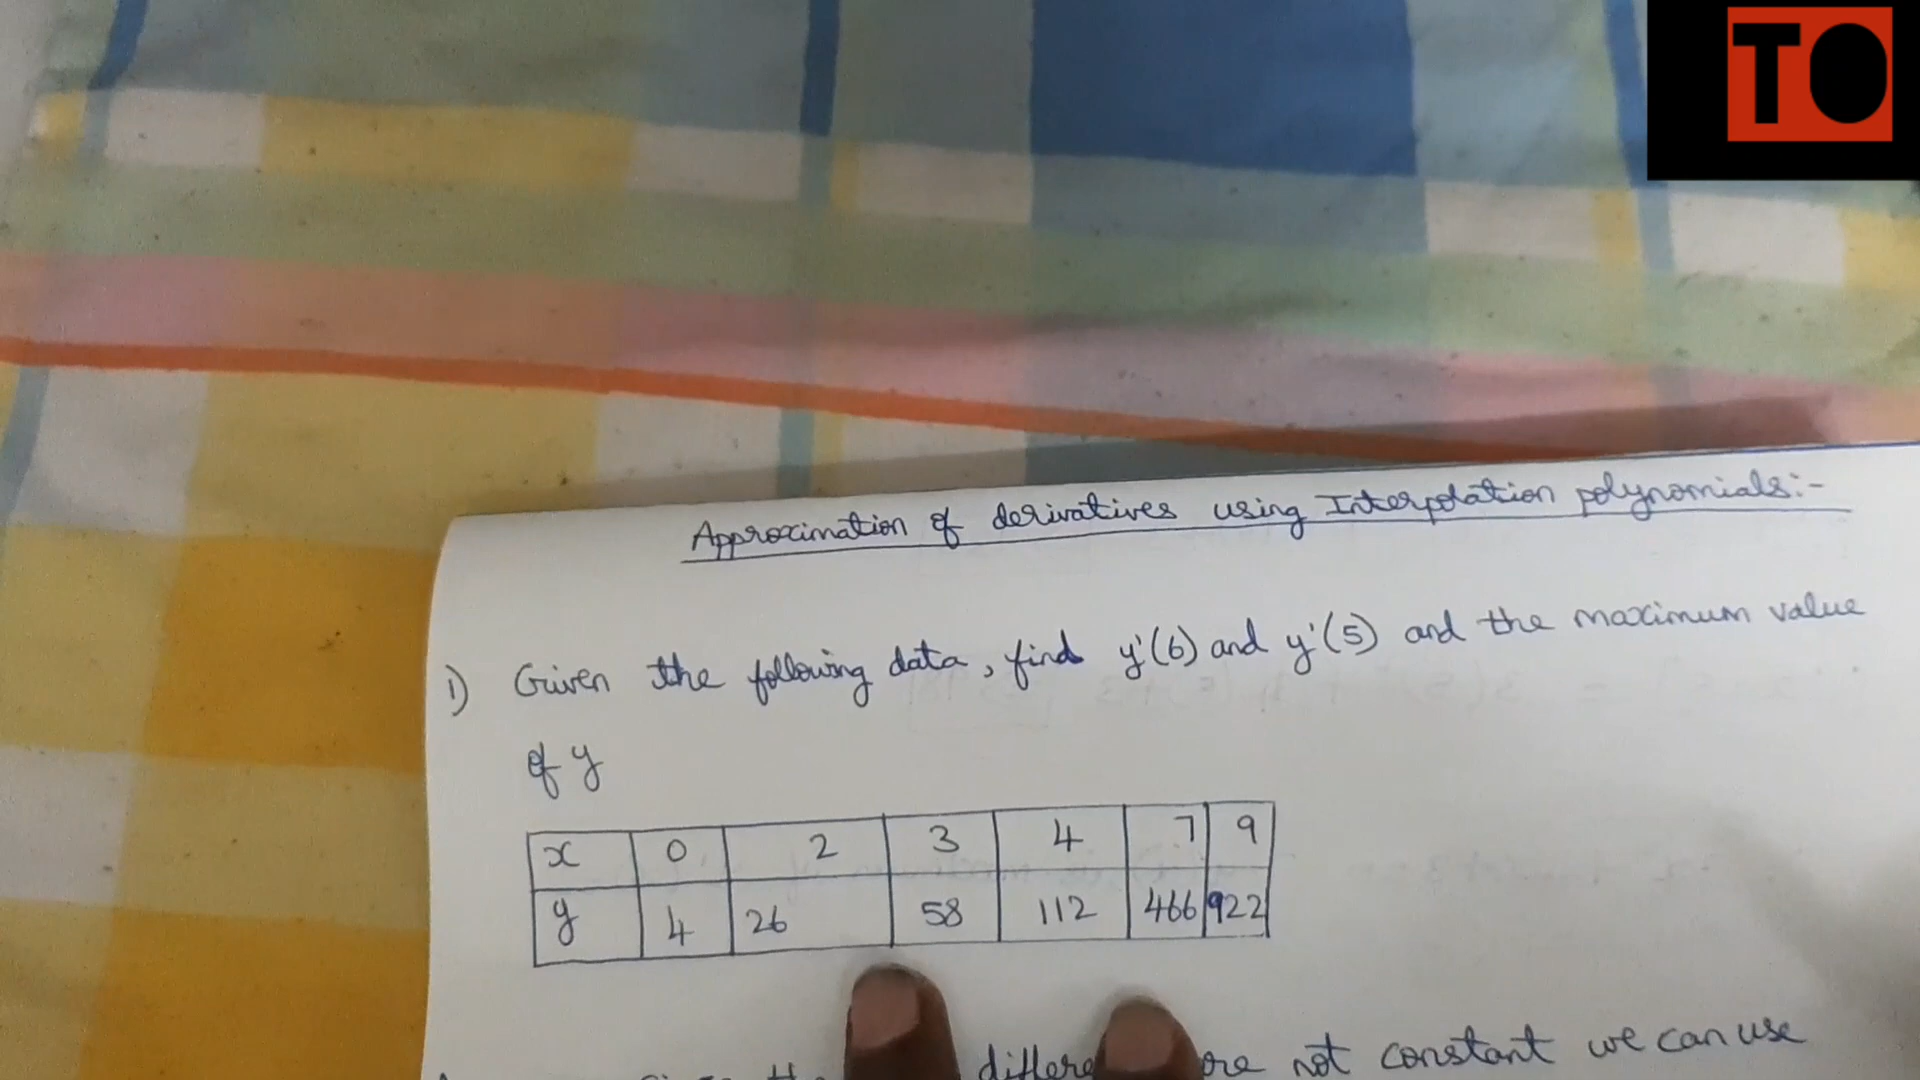 TO
Approximation of derivatives using Interpolation polynomials:-
1) Given the following data, find y'(6) and y'(5) and the maximum value
of y
x 0 2 3 4 7 9
y 4 26 58 112 466 922
not constant we can use